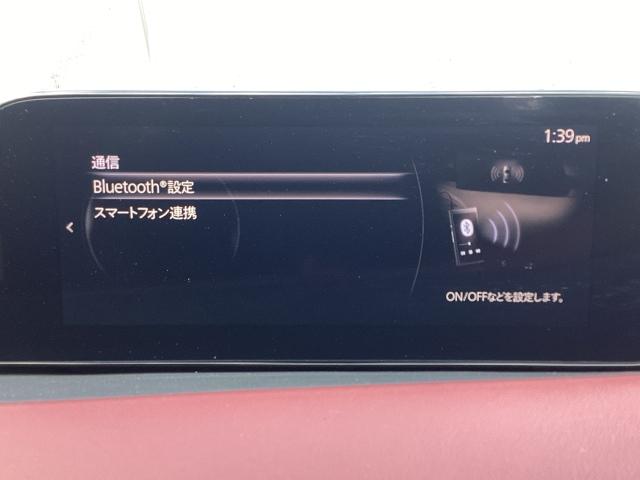 1:39pm
通信
Bluetooth®設定
スマートフォン連携
ON/OFFなどを設定します。